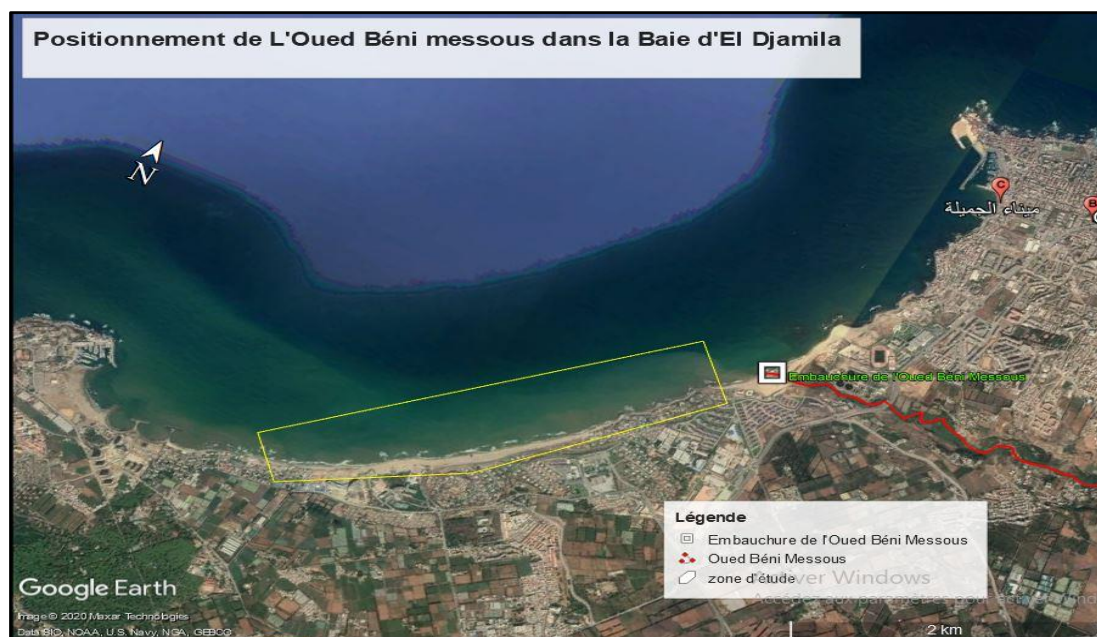 Positionnement de L'Oued Béni messous dans la Baie d'El Djamila
N
C
B
ميناء الجميلة
Embauchure de l'Oued Béni Messous
Légende
Embauchure de l'Oued Béni Messous
Oued Béni Messous
zone d'étude
Windows
Google Earth
Image © 2020 Maxar Technologies
Data SIO, NOAA, U.S. Navy, NGA, GEBCO
2 km